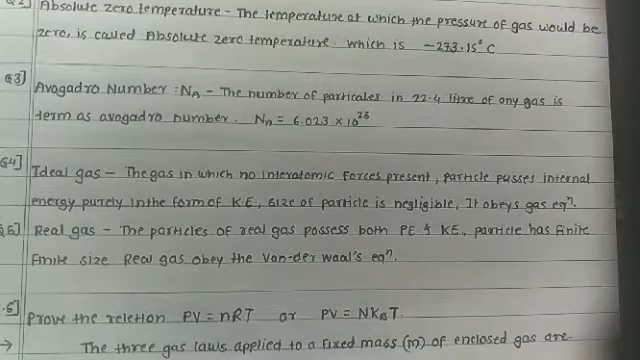 Q2] Absolute zero temperature - The temperature at which the pressure of gas would be
zero, is called Absolute zero temperature. which is -273.15° C
Q3] Avogadro Number : NA - The number of particales in 22.4 litre of any gas is
term as avogadro number. NA = 6.023 × 10²⁶
Q4] Ideal gas - The gas in which no interatomic forces present, particle passes internal
energy purely in the form of K.E, size of particle is negligible, It obeys gas eqⁿ.
Q5] Real gas - The particles of real gas possess both PE & KE, particle has finite
finite size Real gas obey the Van-der waal's eqⁿ.
.6] Prove the reletion PV = nRT or PV = NKBT.
→ The three gas laws applied to a fixed mass (m) of enclosed gas are-